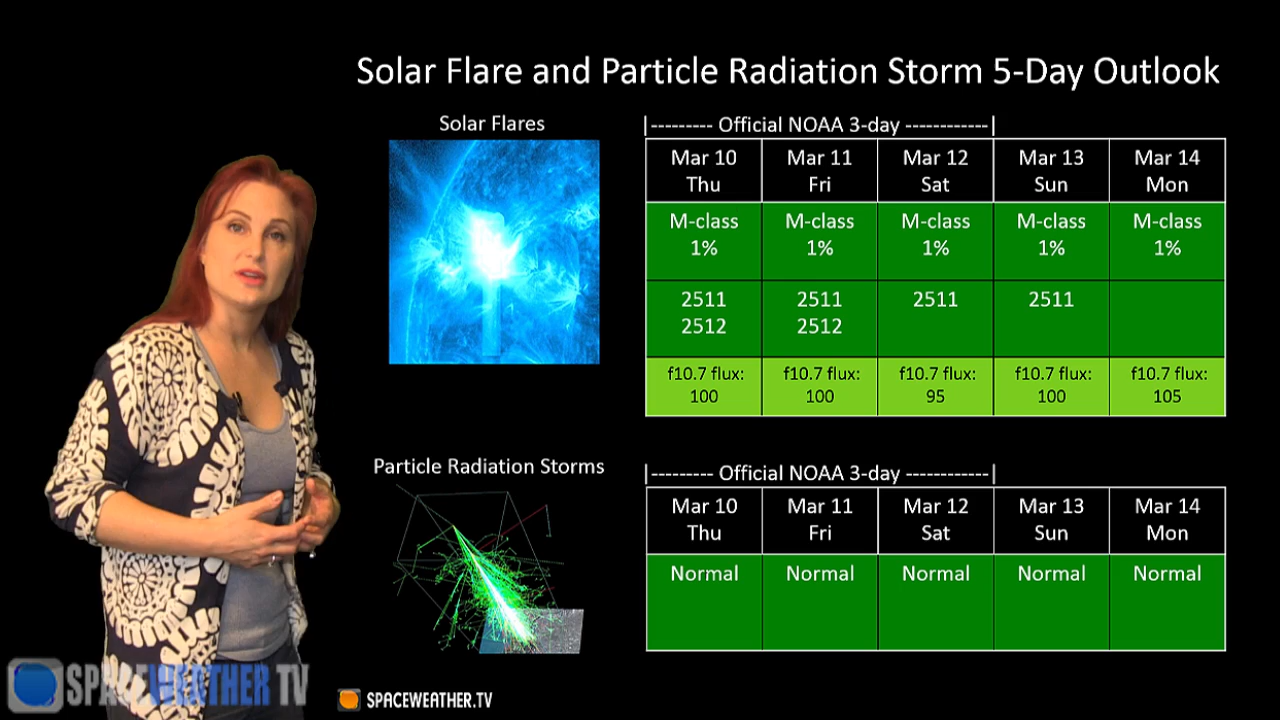 Solar Flare and Particle Radiation Storm 5-Day Outlook
Solar Flares
|--------- Official NOAA 3-day ------------|
Mar 10 Thu
Mar 11 Fri
Mar 12 Sat
Mar 13 Sun
Mar 14 Mon
M-class 1%
M-class 1%
M-class 1%
M-class 1%
M-class 1%
2511 2512
2511 2512
2511
2511
f10.7 flux: 100
f10.7 flux: 100
f10.7 flux: 95
f10.7 flux: 100
f10.7 flux: 105
Particle Radiation Storms
|--------- Official NOAA 3-day ------------|
Mar 10 Thu
Mar 11 Fri
Mar 12 Sat
Mar 13 Sun
Mar 14 Mon
Normal
Normal
Normal
Normal
Normal
SPACEWEATHER TV
SPACEWEATHER.TV